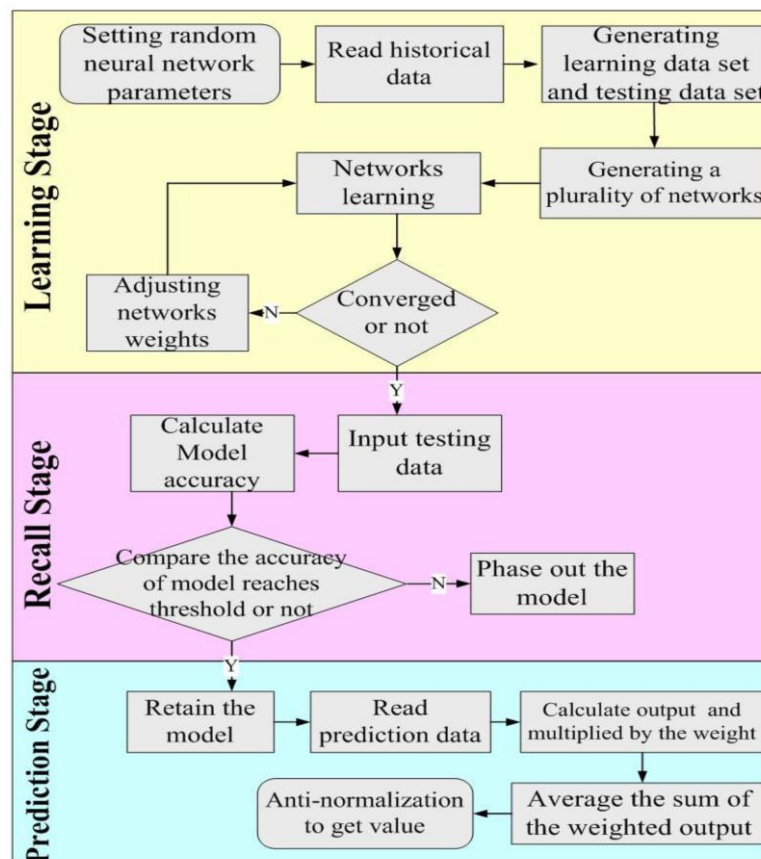 Learning Stage
Setting random
neural network
parameters
Read historical
data
Generating
learning data set
and testing data set
Generating a
plurality of networks
Networks
learning
Adjusting
networks
weights
N
Converged
or not
Y
Recall Stage
Input testing
data
Calculate
Model
accuracy
Compare the accuracy
of model reaches
threshold or not
N
Phase out the
model
Y
Prediction Stage
Retain the
model
Read
prediction data
Calculate output and
multiplied by the weight
Average the sum of
the weighted output
Anti-normalization
to get value